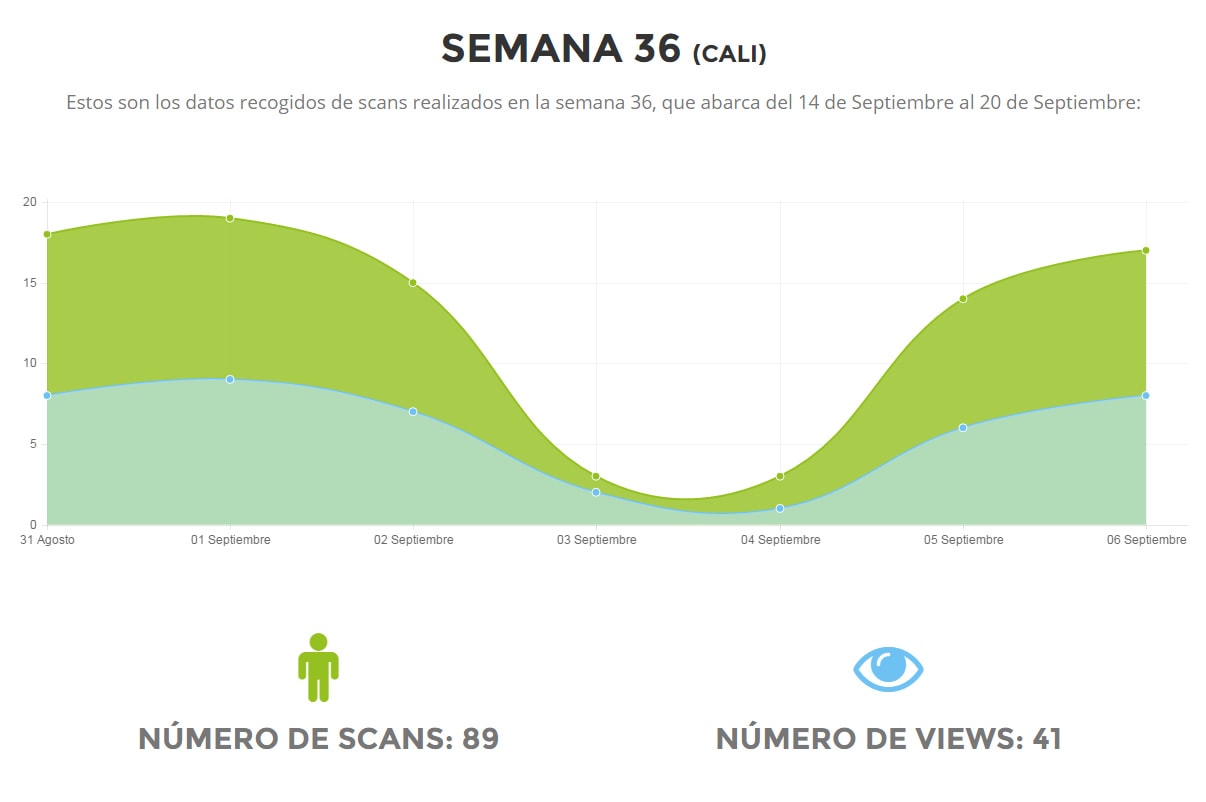 SEMANA 36 (CALI)
Estos son los datos recogidos de scans realizados en la semana 36, que abarca del 14 de Septiembre al 20 de Septiembre:
20
15
10
5
0
31 Agosto 01 Septiembre 02 Septiembre 03 Septiembre 04 Septiembre 05 Septiembre 06 Septiembre
NÚMERO DE SCANS: 89 NÚMERO DE VIEWS: 41